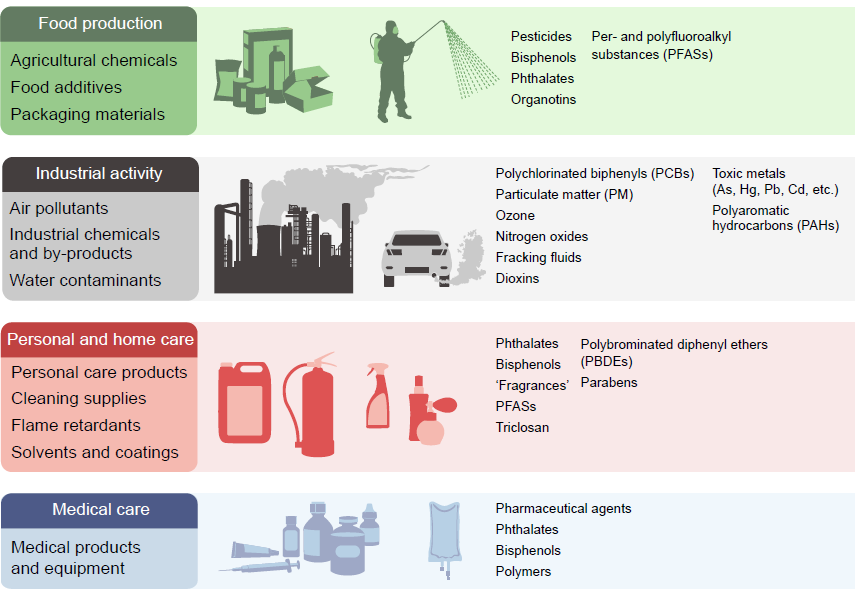 Food production
Agricultural chemicals
Food additives
Packaging materials
Pesticides
Bisphenols
Phthalates
Organotins
Per- and polyfluoroalkyl
substances (PFASs)
Industrial activity
Air pollutants
Industrial chemicals
and by-products
Water contaminants
Polychlorinated biphenyls (PCBs)
Particulate matter (PM)
Ozone
Nitrogen oxides
Fracking fluids
Dioxins
Toxic metals
(As, Hg, Pb, Cd, etc.)
Polyaromatic
hydrocarbons (PAHs)
Personal and home care
Personal care products
Cleaning supplies
Flame retardants
Solvents and coatings
Phthalates
Bisphenols
‘Fragrances’
PFASs
Triclosan
Polybrominated diphenyl ethers
(PBDEs)
Parabens
Medical care
Medical products
and equipment
Pharmaceutical agents
Phthalates
Bisphenols
Polymers